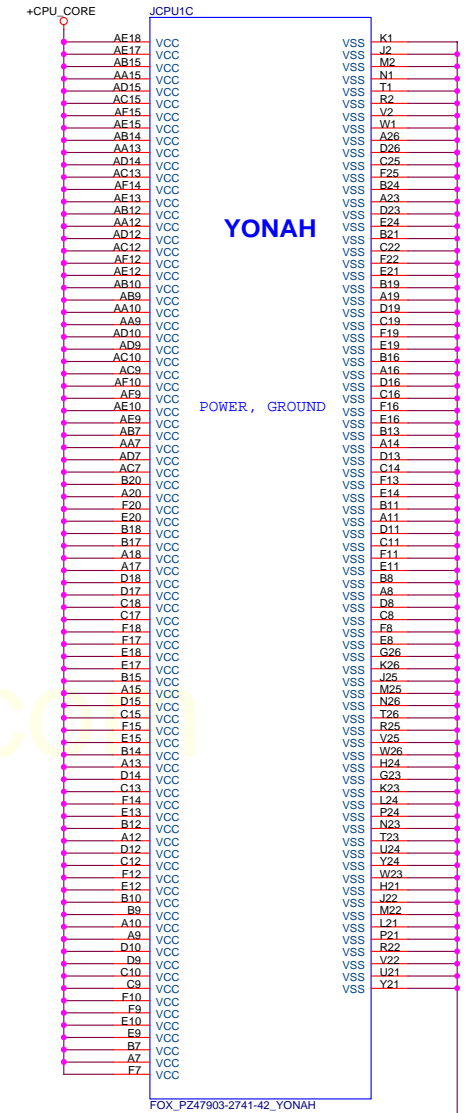 +CPU_CORE JCPU1C
AE18 VCC VSS K1
AE17 VCC VSS J2
AB15 VCC VSS M2
AA15 VCC VSS N1
AD15 VCC VSS T1
AC15 VCC VSS R2
AF15 VCC VSS V2
AE15 VCC VSS W1
AB14 VCC VSS A26
AA13 VCC VSS D26
AD14 VCC VSS C25
AC13 VCC VSS F25
AF14 VCC VSS B24
AE13 VCC VSS A23
AB12 VCC VSS D23
AA12 VCC YONAH VSS E24
AD12 VCC VSS B21
AC12 VCC VSS C22
AF12 VCC VSS F22
AE12 VCC VSS E21
AB10 VCC VSS B19
AB9 VCC VSS A19
AA10 VCC VSS D19
AA9 VCC VSS C19
AD10 VCC VSS F19
AD9 VCC VSS E19
AC10 VCC VSS B16
AC9 VCC VSS A16
AF10 VCC VSS D16
AF9 VCC VSS C16
AE10 VCC POWER, GROUND VSS F16
AE9 VCC VSS E16
AB7 VCC VSS B13
AA7 VCC VSS A14
AD7 VCC VSS D13
AC7 VCC VSS C14
B20 VCC VSS F13
A20 VCC VSS E14
F20 VCC VSS B11
E20 VCC VSS A11
B18 VCC VSS D11
B17 VCC VSS C11
A18 VCC VSS F11
A17 VCC VSS E11
D18 VCC VSS B8
D17 VCC VSS A8
C18 VCC VSS D8
C17 VCC VSS C8
F18 VCC VSS F8
F17 VCC VSS E8
E18 VCC VSS G26
E17 VCC VSS K26
B15 VCC VSS J25
A15 VCC VSS M25
D15 VCC VSS N26
C15 VCC VSS T26
F15 VCC VSS R25
E15 VCC VSS V25
B14 VCC VSS W26
A13 VCC VSS H24
D14 VCC VSS G23
C13 VCC VSS K23
F14 VCC VSS L24
E13 VCC VSS P24
B12 VCC VSS N23
A12 VCC VSS T23
D12 VCC VSS U24
C12 VCC VSS Y24
F12 VCC VSS W23
E12 VCC VSS H21
B10 VCC VSS J22
B9 VCC VSS M22
A10 VCC VSS L21
A9 VCC VSS P21
D10 VCC VSS R22
D9 VCC VSS V22
C10 VCC VSS U21
C9 VCC VSS Y21
F10 VCC
F9 VCC
E10 VCC
E9 VCC
B7 VCC
A7 VCC
F7 VCC
FOX_PZ47903-2741-42_YONAH
com